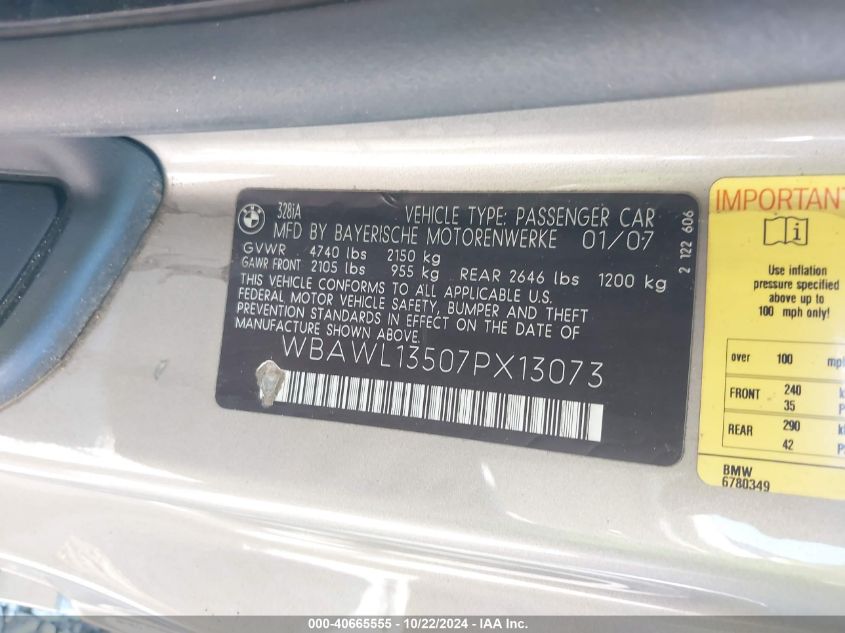 BMW
328iA
VEHICLE TYPE: PASSENGER CAR
MFD BY BAYERISCHE MOTORENWERKE 01/07
GVWR 4740 lbs 2150 kg
GAWR FRONT 2105 lbs 955 kg REAR 2646 lbs 1200 kg
THIS VEHICLE CONFORMS TO ALL APPLICABLE U.S.
FEDERAL MOTOR VEHICLE SAFETY, BUMPER AND THEFT
PREVENTION STANDARDS IN EFFECT ON THE DATE OF
MANUFACTURE SHOWN ABOVE.
WBAWL13507PX13073
2 122 606
IMPORTANT
Use inflation
pressure specified
above up to
100 mph only!
over 100 mp
FRONT 240 k
35 P
REAR 290 k
42 P
BMW
6780349
000-40665555 - 10/22/2024 - IAA, Inc.